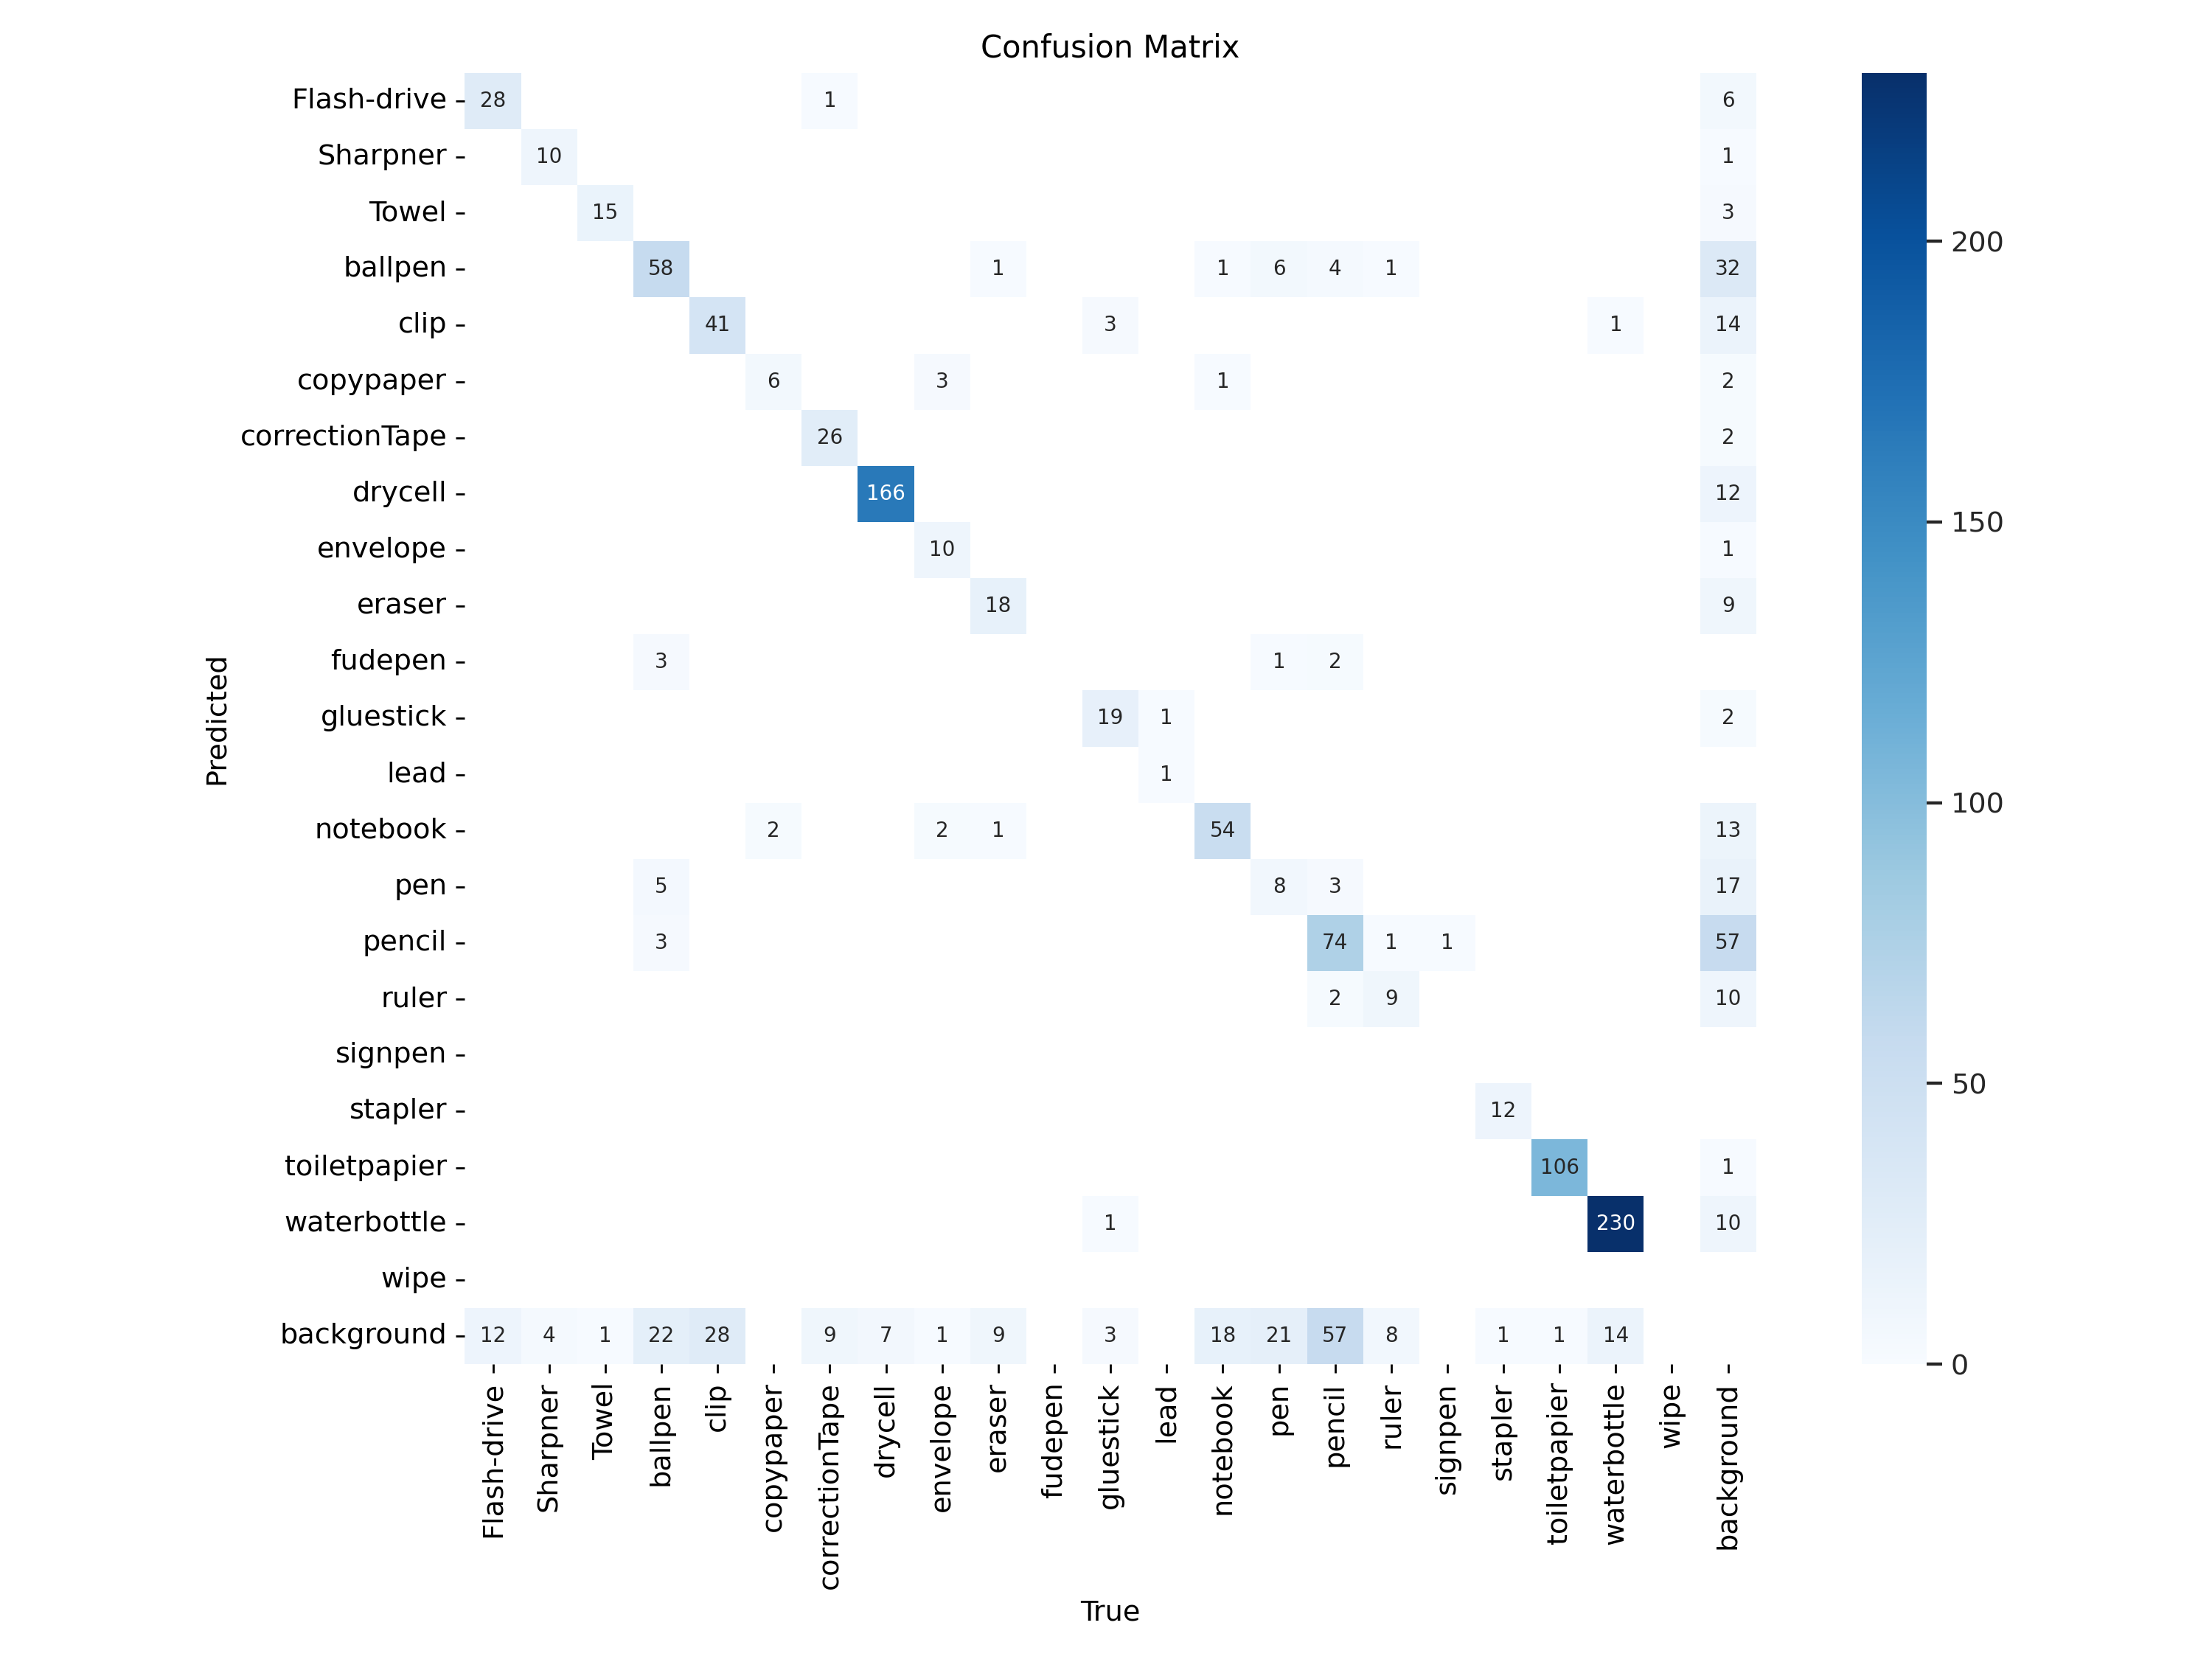 Confusion Matrix
Flash-drive 28 1 6
Sharpner 10 1
Towel 15 3
ballpen 58 1 1 6 4 1 32
clip 41 3 1 14
copypaper 6 3 1 2
correctionTape 26 2
drycell 166 12
envelope 10 1
eraser 18 9
fudepen 3 1 2
gluestick 19 1 2
lead 1
notebook 2 2 1 54 13
pen 5 8 3 17
pencil 3 74 1 1 57
ruler 2 9 10
signpen
stapler 12
toiletpapier 106 1
waterbottle 1 230 10
wipe
background 12 4 1 22 28 9 7 1 9 3 18 21 57 8 1 1 14
Predicted
Flash-drive
Sharpner
Towel
ballpen
clip
copypaper
correctionTape
drycell
envelope
eraser
fudepen
gluestick
lead
notebook
pen
pencil
ruler
signpen
stapler
toiletpapier
waterbottle
wipe
background
True
200
150
100
50
0